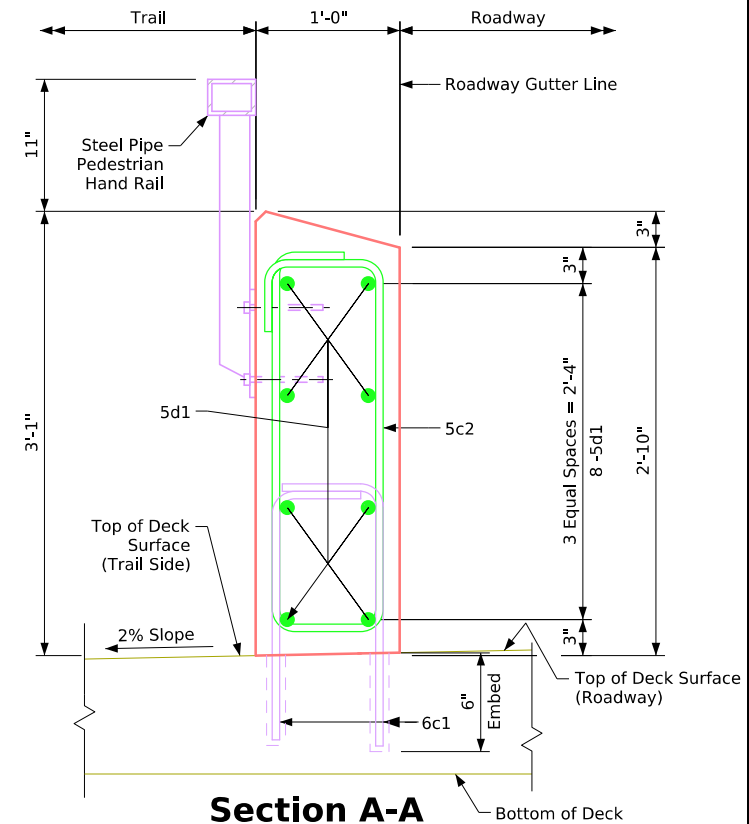 Trail
1'-0"
Roadway
Roadway Gutter Line
11"
Steel Pipe
Pedestrian
Hand Rail
3"
3"
3'-1"
5d1
5c2
3 Equal Spaces = 2'-4"
8 -5d1
2'-10"
Top of Deck
Surface
(Trail Side)
2% Slope
3"
6"
Embed
Top of Deck Surface
(Roadway)
6c1
Section A-A
Bottom of Deck